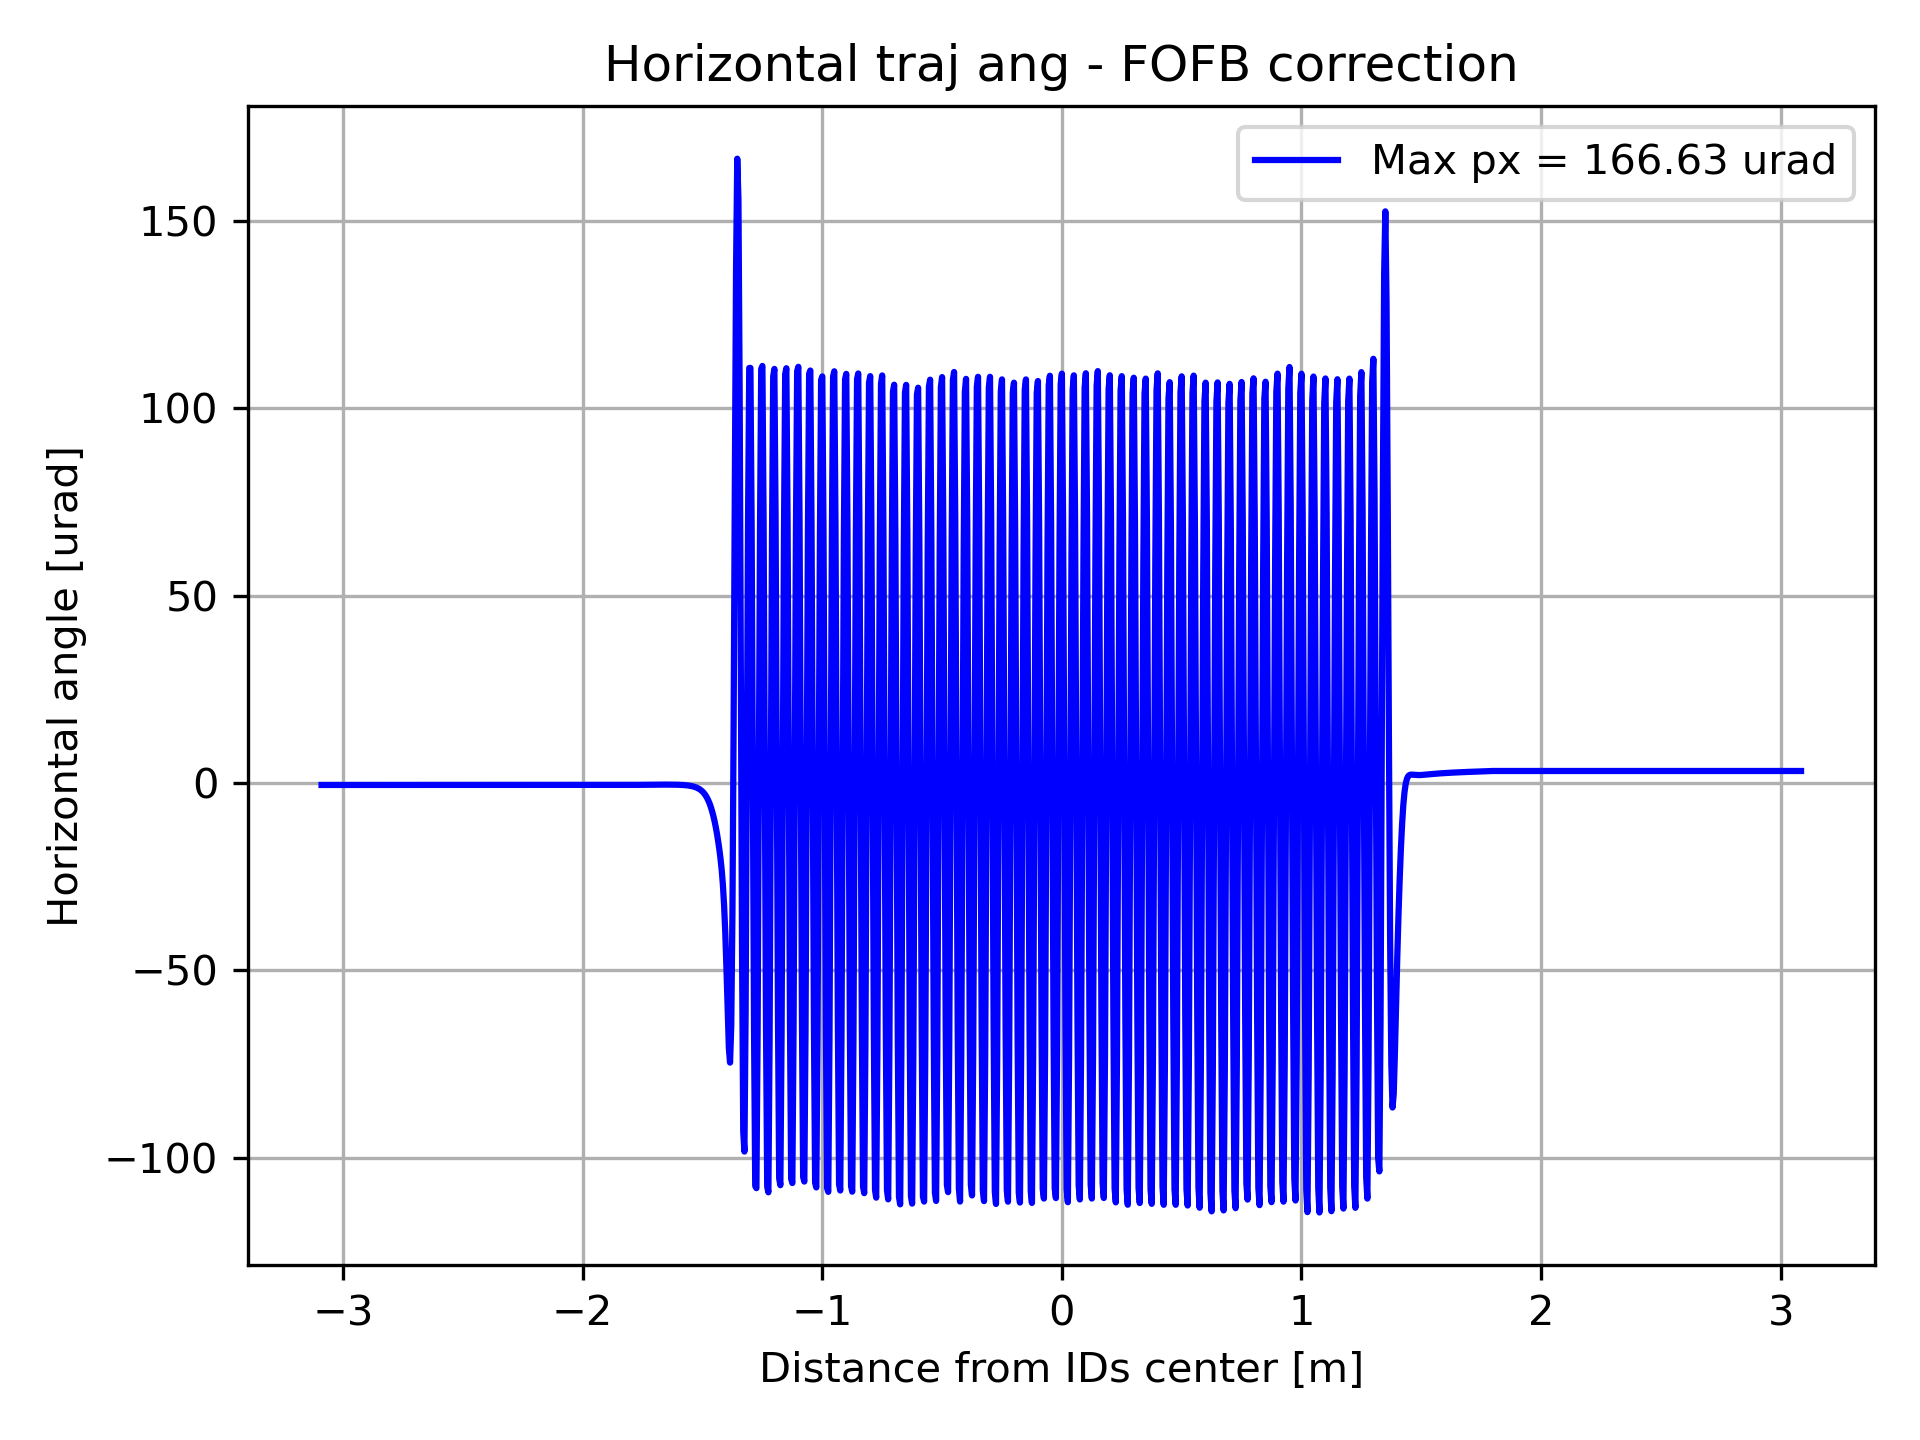 Horizontal traj ang - FOFB correction
Max px = 166.63 urad
Horizontal angle [urad]
150
100
50
0
−50
−100
−3 −2 −1 0 1 2 3
Distance from IDs center [m]